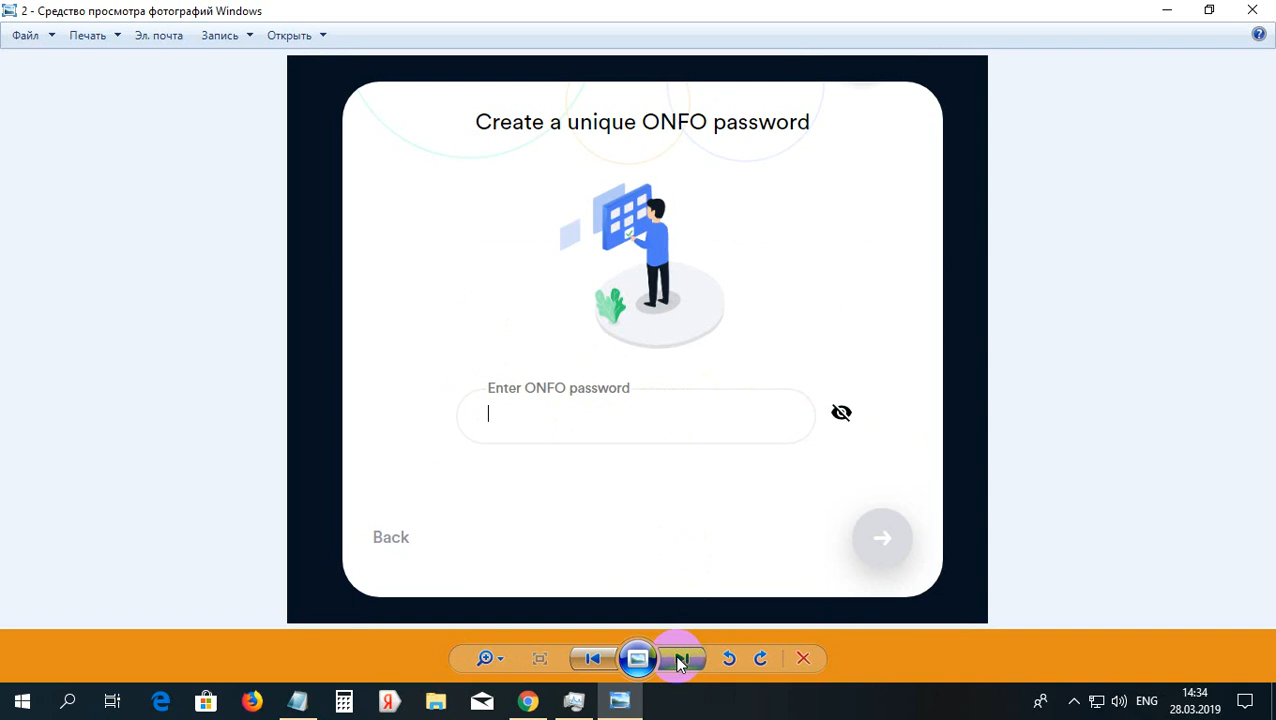 2 - Средство просмотра фотографий Windows
Файл Печать Эл. почта Запись Открыть
Create a unique ONFO password
Enter ONFO password
Back
ENG
14:34
28.03.2019